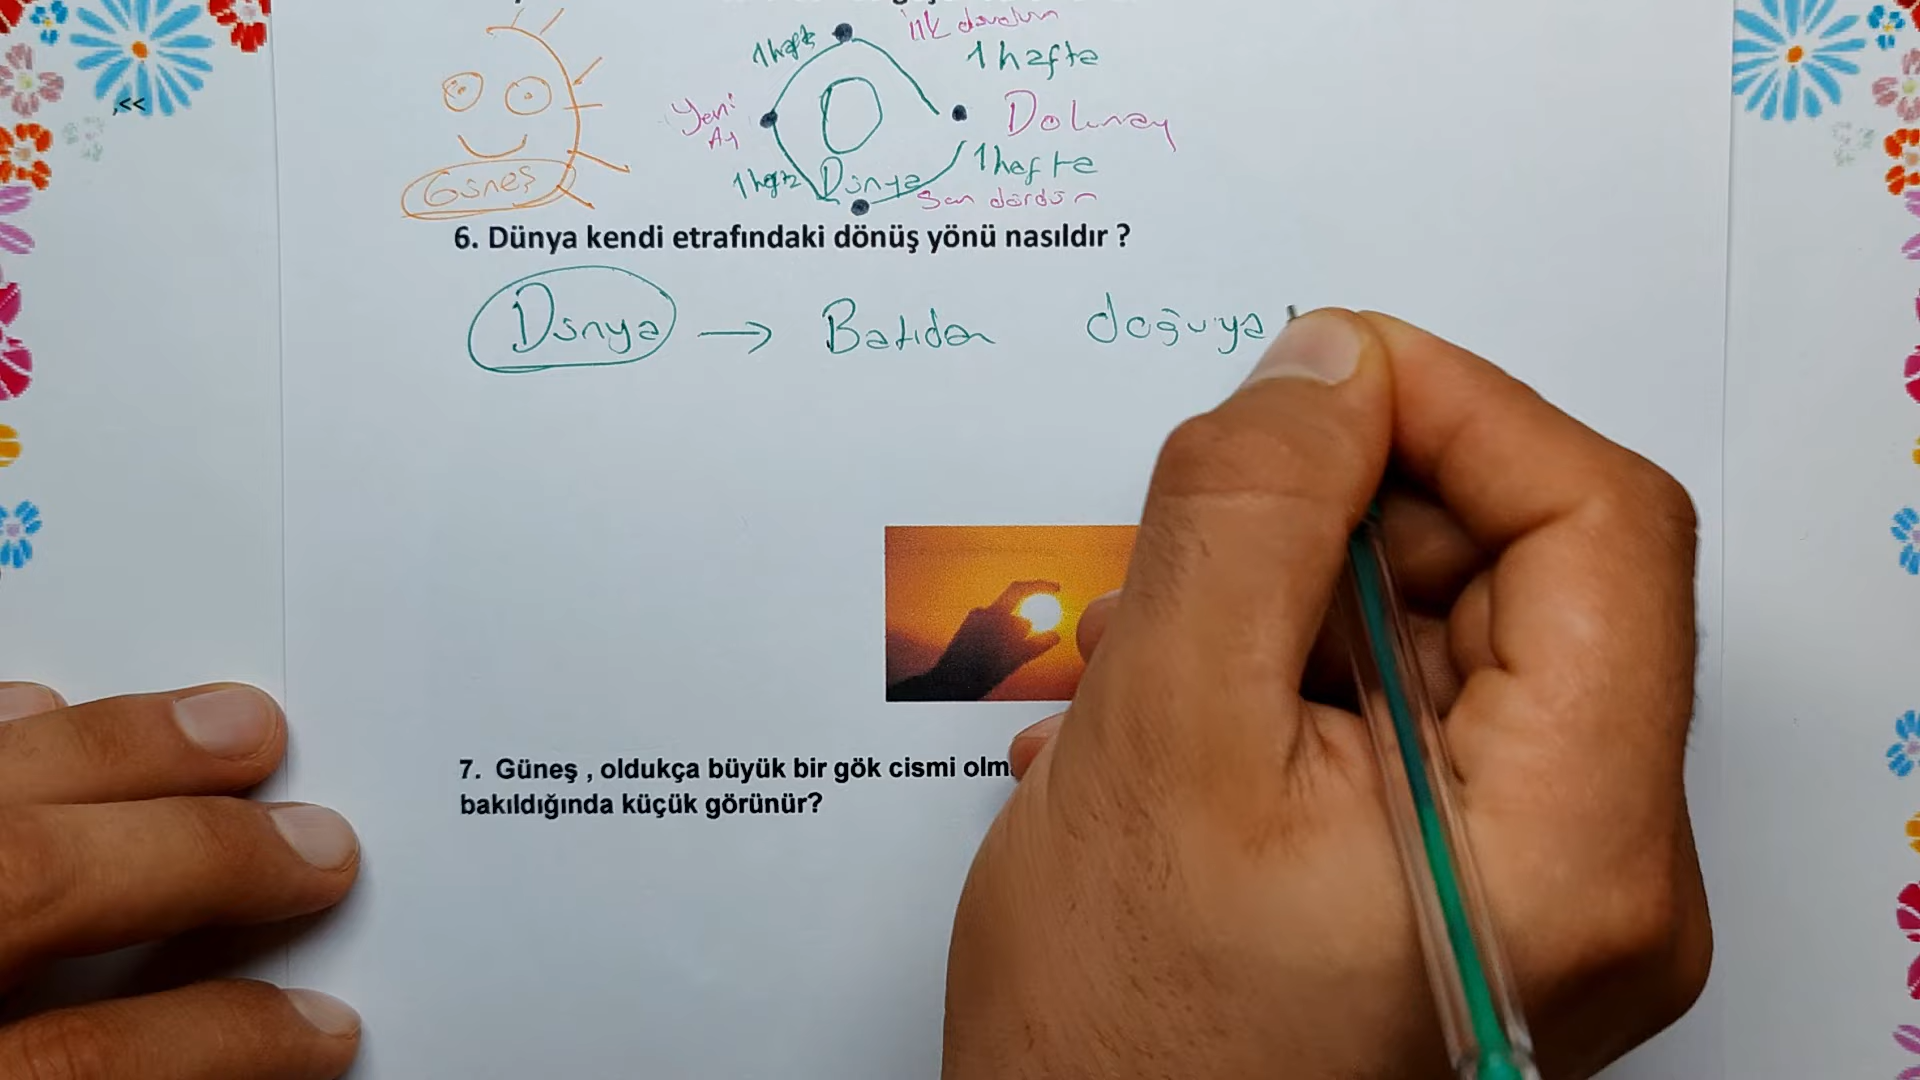 ,<<
ilk dördün
1 hafta
1 hafta
Yeni
Ay
Dolunay
1 hafta
1 hafta
Dünya
Güneş
Son dördün
6. Dünya kendi etrafındaki dönüş yönü nasıldır ?
Dünya → Batıdan doğuya
7. Güneş , oldukça büyük bir gök cismi olm
bakıldığında küçük görünür?